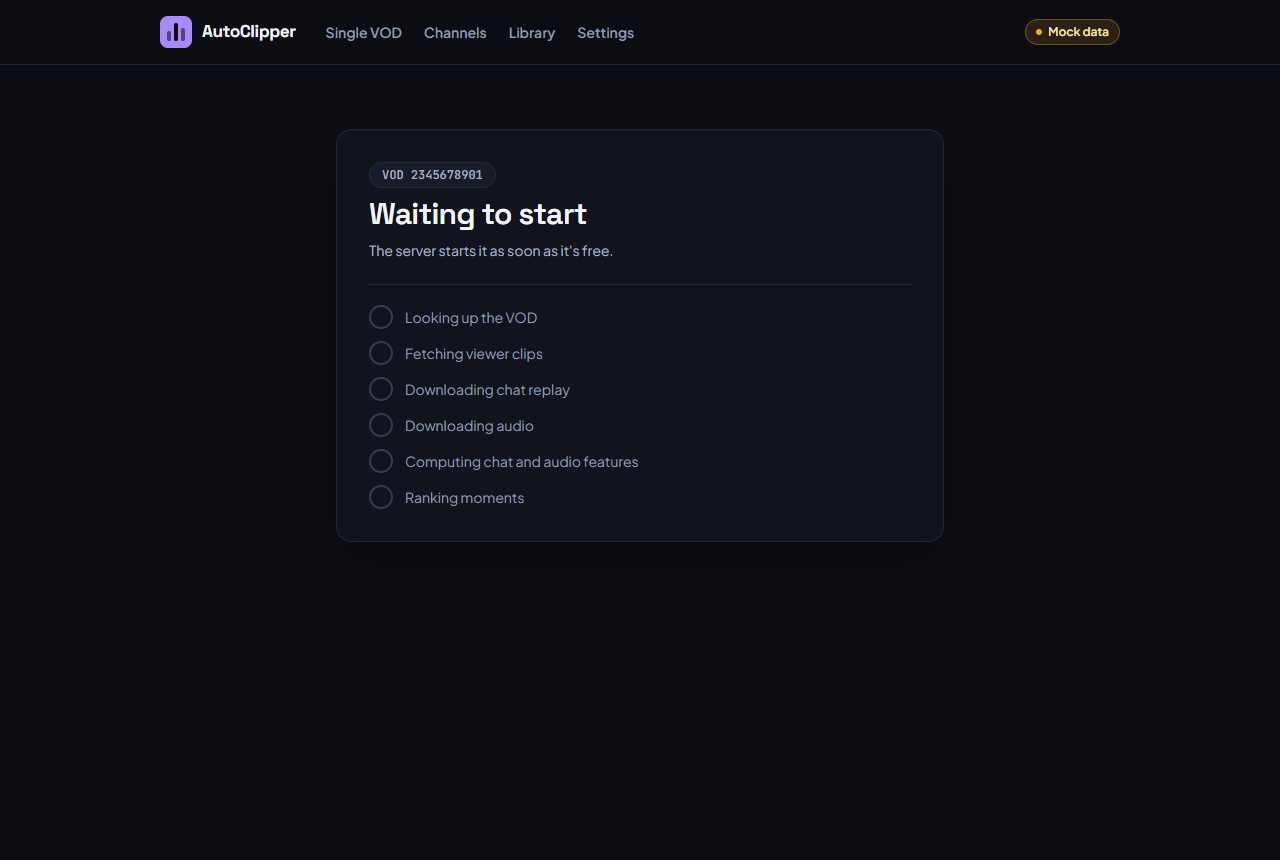 AutoClipper Single VOD Channels Library Settings Mock data
VOD 2345678901
Waiting to start
The server starts it as soon as it's free.
Looking up the VOD
Fetching viewer clips
Downloading chat replay
Downloading audio
Computing chat and audio features
Ranking moments